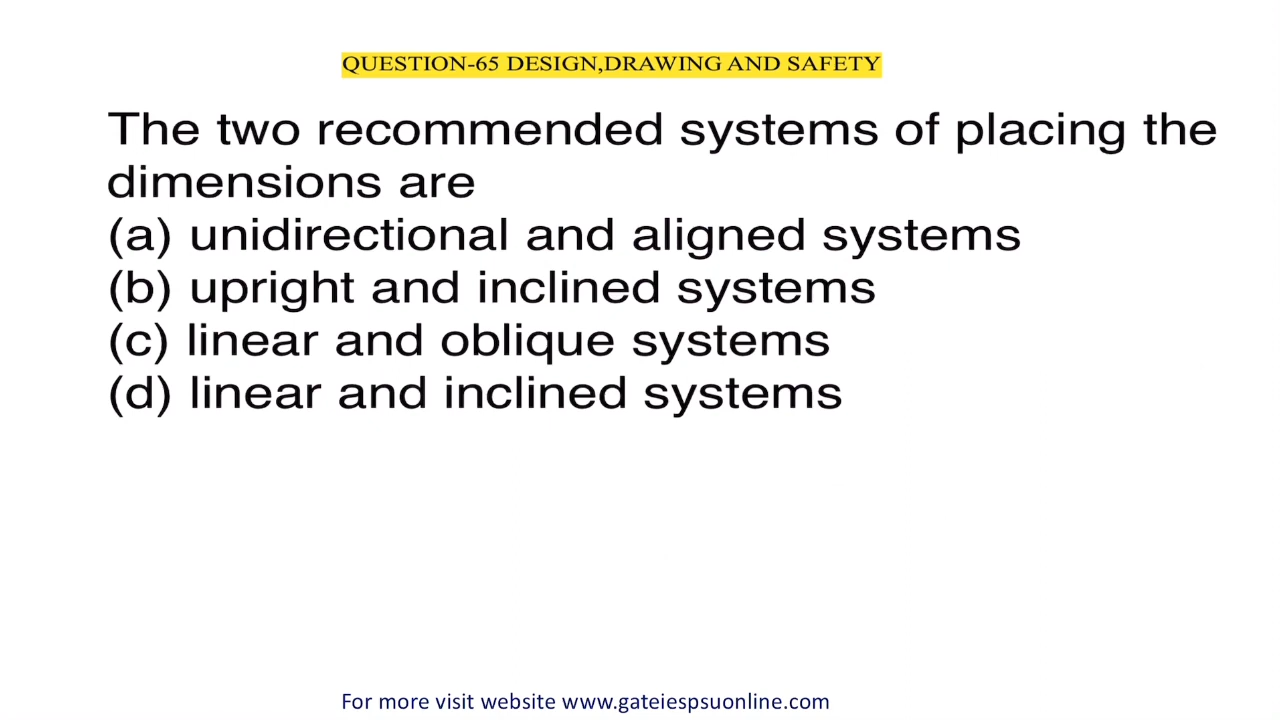 QUESTION-65 DESIGN,DRAWING AND SAFETY
The two recommended systems of placing the
dimensions are
(a) unidirectional and aligned systems
(b) upright and inclined systems
(c) linear and oblique systems
(d) linear and inclined systems
For more visit website www.gateiespsuonline.com